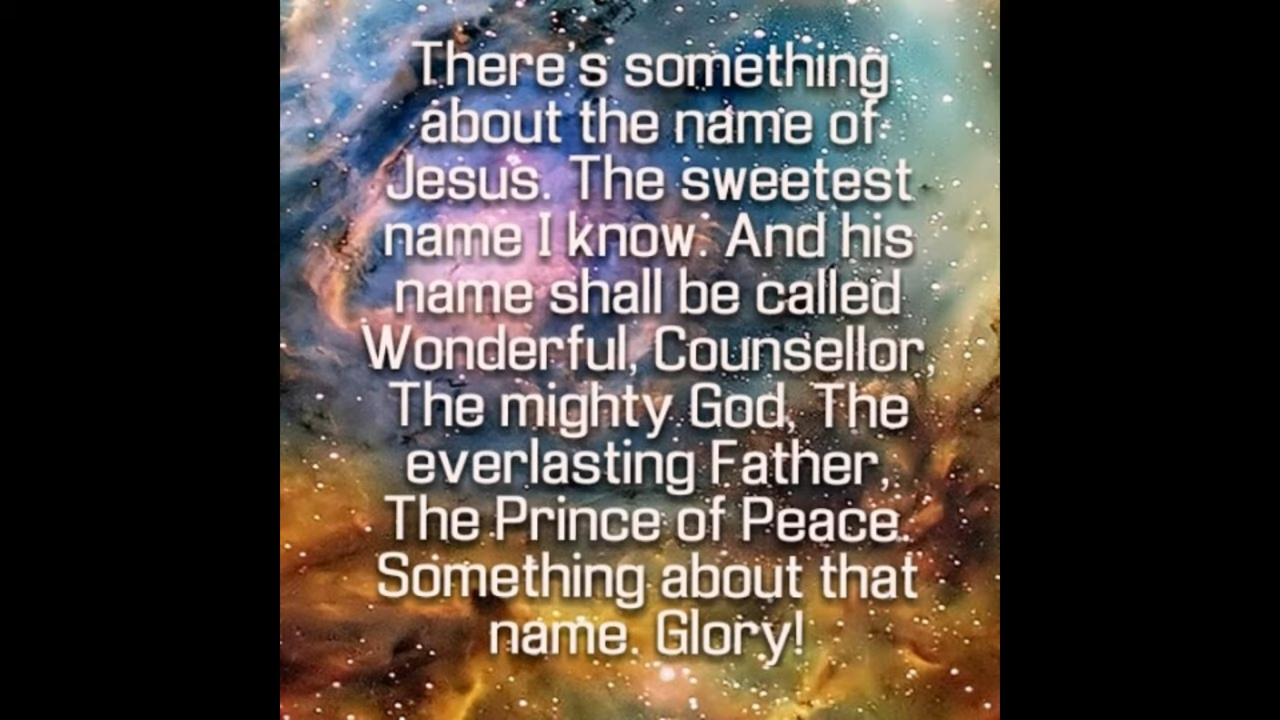 There's something
about the name of
Jesus. The sweetest
name I know. And his
name shall be called
Wonderful, Counsellor,
The mighty God, The
everlasting Father,
The Prince of Peace.
Something about that
name. Glory!